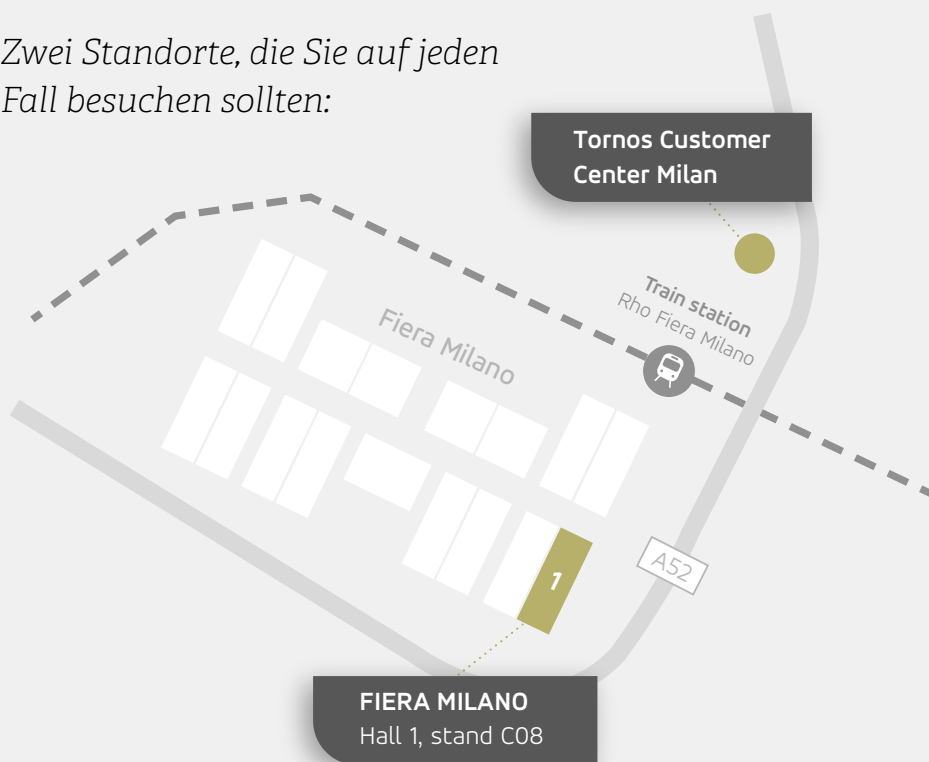 Zwei Standorte, die Sie auf jeden
Fall besuchen sollten:
Tornos Customer
Center Milan
Train station
Rho Fiera Milano
Fiera Milano
1
A52
FIERA MILANO
Hall 1, stand C08